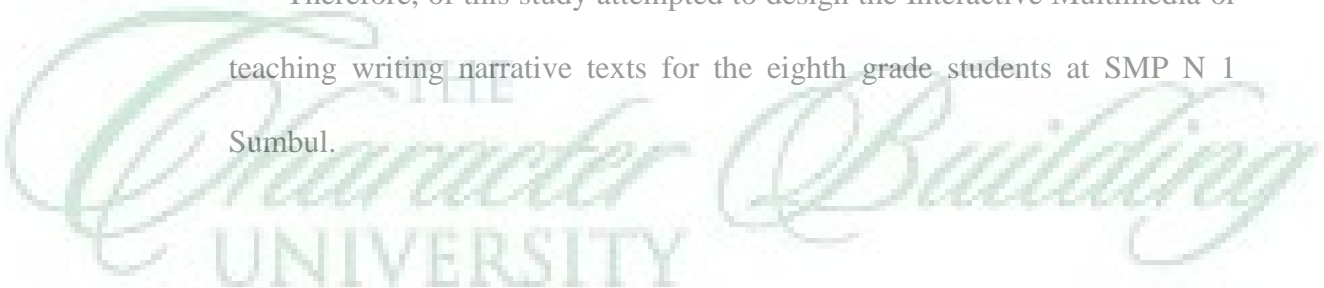 Therefore, of this study attempted to design the Interactive Multimedia of
teaching writing narrative texts for the eighth grade students at SMP N 1
Sumbul.
THE
Character Building
UNIVERSITY